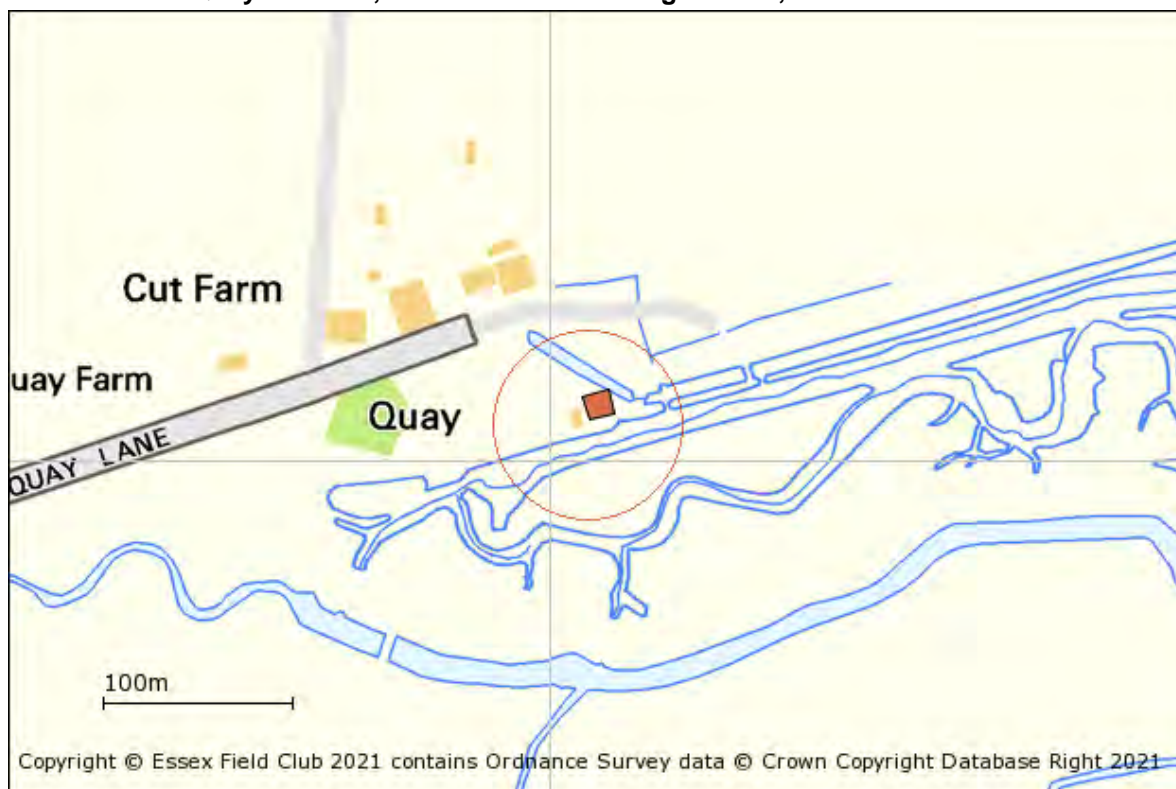 Cut Farm
uay Farm
Quay
QUAY LANE
100m
Copyright © Essex Field Club 2021 contains Ordnance Survey data © Crown Copyright Database Right 2021